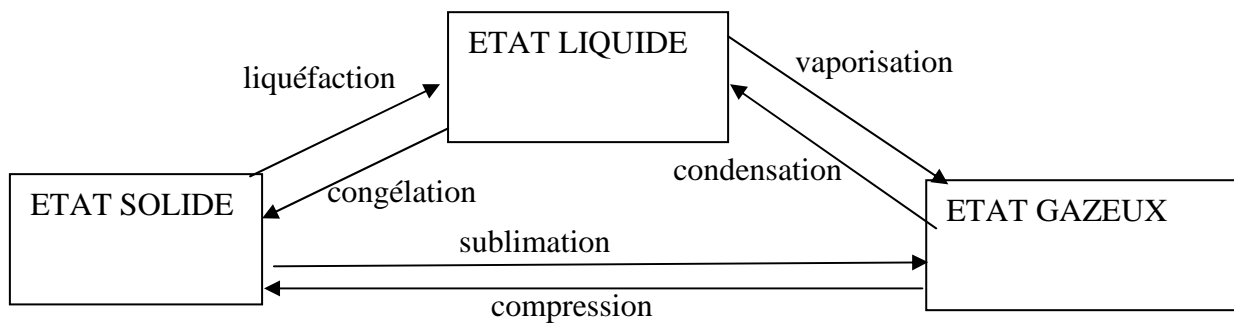 ETAT LIQUIDE
vaporisation
liquéfaction
condensation
congélation
ETAT SOLIDE
ETAT GAZEUX
sublimation
compression